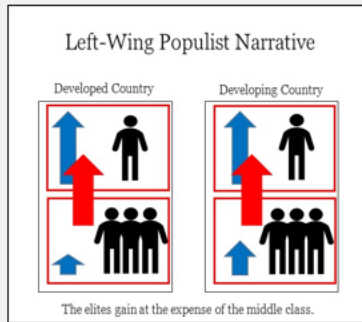 Left-Wing Populist Narrative
Developed Country
Developing Country
The elites gain at the expense of the middle class.